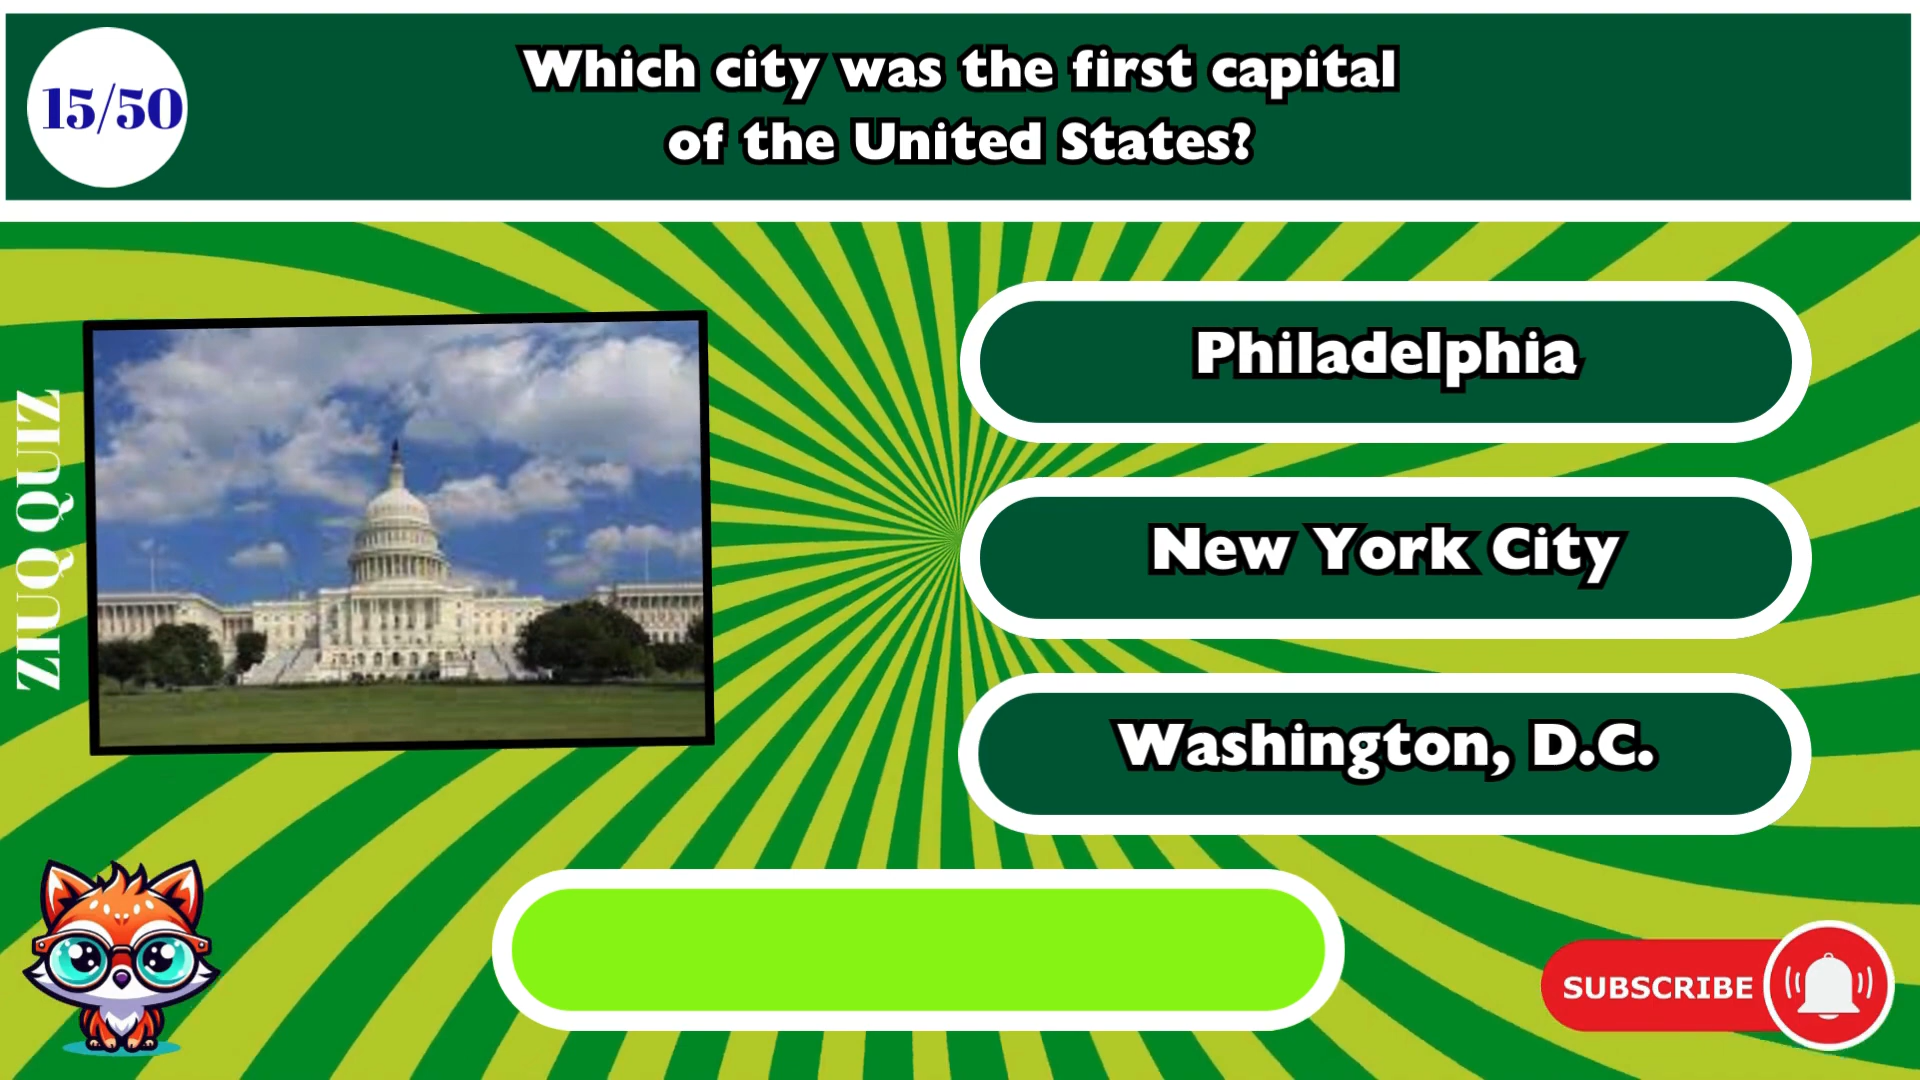 15/50
Which city was the first capital
of the United States?
ZIUQ QUIZ
Philadelphia
New York City
Washington, D.C.
SUBSCRIBE